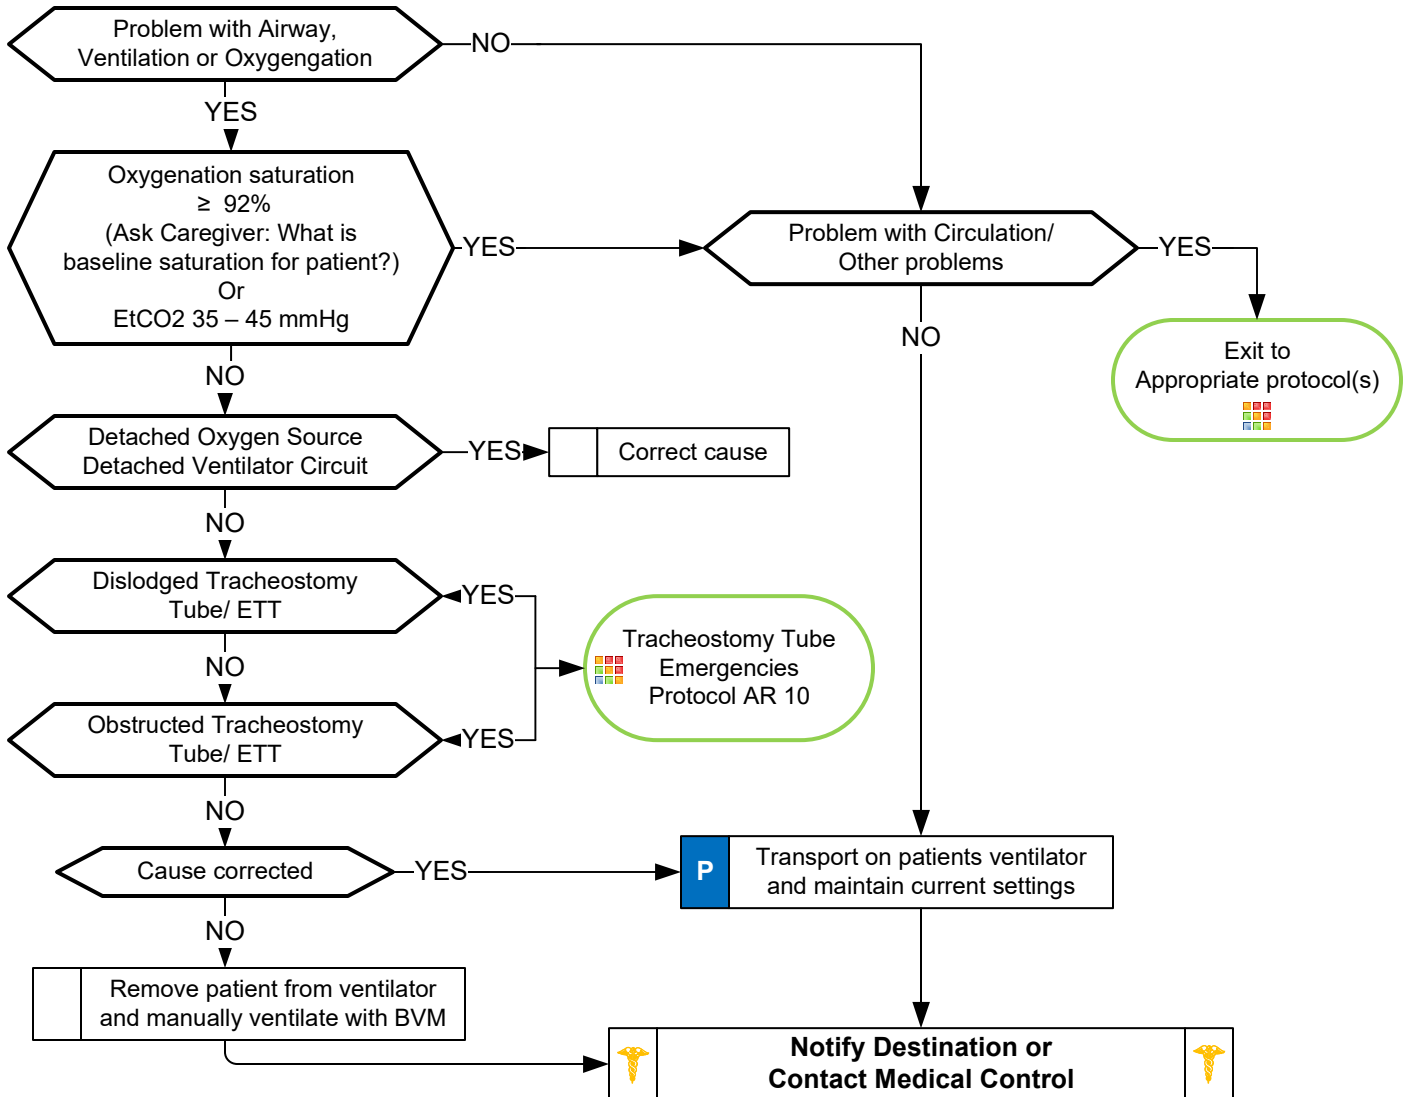 Problem with Airway,
Ventilation or Oxygengation
NO
YES
Oxygenation saturation
≥ 92%
(Ask Caregiver: What is
baseline saturation for patient?)
Or
EtCO2 35 – 45 mmHg
YES
Problem with Circulation/
Other problems
YES
NO
Exit to
Appropriate protocol(s)
NO
Detached Oxygen Source
Detached Ventilator Circuit
YES
Correct cause
NO
Dislodged Tracheostomy
Tube/ ETT
YES
Tracheostomy Tube
Emergencies
Protocol AR 10
NO
Obstructed Tracheostomy
Tube/ ETT
YES
NO
Cause corrected
YES
P
Transport on patients ventilator
and maintain current settings
NO
Remove patient from ventilator
and manually ventilate with BVM
Notify Destination or
Contact Medical Control